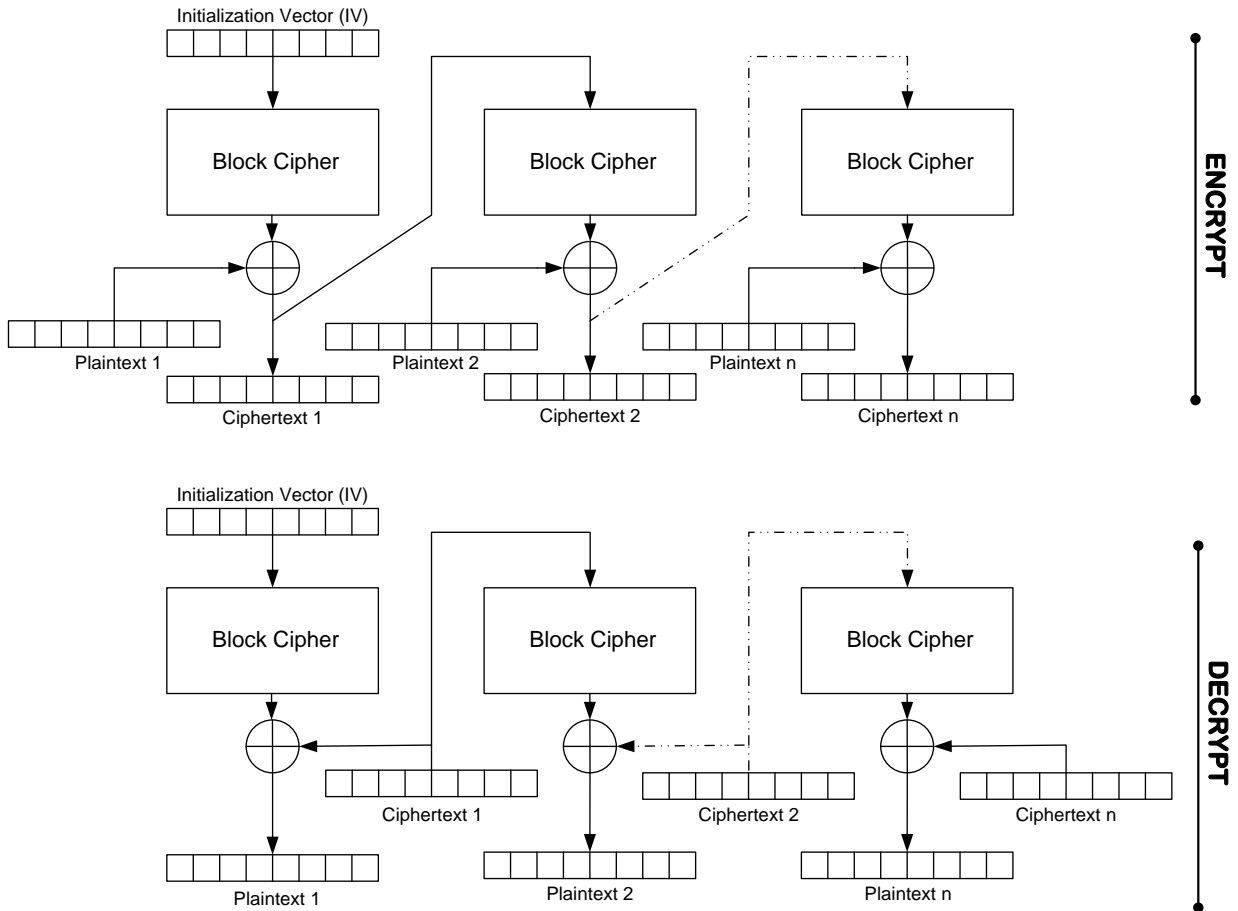 Initialization Vector (IV)
Block Cipher
Block Cipher
Block Cipher
ENCRYPT
Plaintext 1
Plaintext 2
Plaintext n
Ciphertext 1
Ciphertext 2
Ciphertext n
Initialization Vector (IV)
Block Cipher
Block Cipher
Block Cipher
DECRYPT
Ciphertext 1
Ciphertext 2
Ciphertext n
Plaintext 1
Plaintext 2
Plaintext n